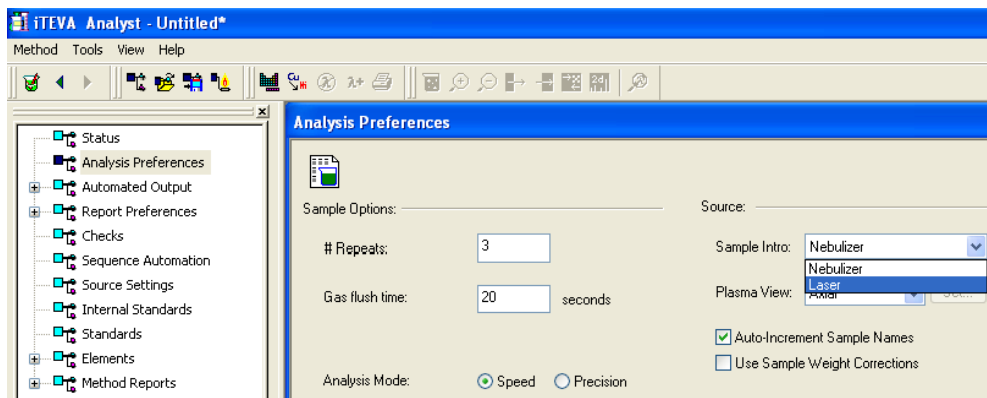 iTEVA Analyst - Untitled*
Method Tools View Help
Analysis Preferences
Status
Analysis Preferences
Automated Output
Report Preferences
Checks
Sequence Automation
Source Settings
Internal Standards
Standards
Elements
Method Reports
Sample Options:
# Repeats: 3
Gas flush time: 20 seconds
Analysis Mode: Speed Precision
Source:
Sample Intro: Nebulizer
Nebulizer
Laser
Plasma View: Axial
Auto-Increment Sample Names
Use Sample Weight Corrections